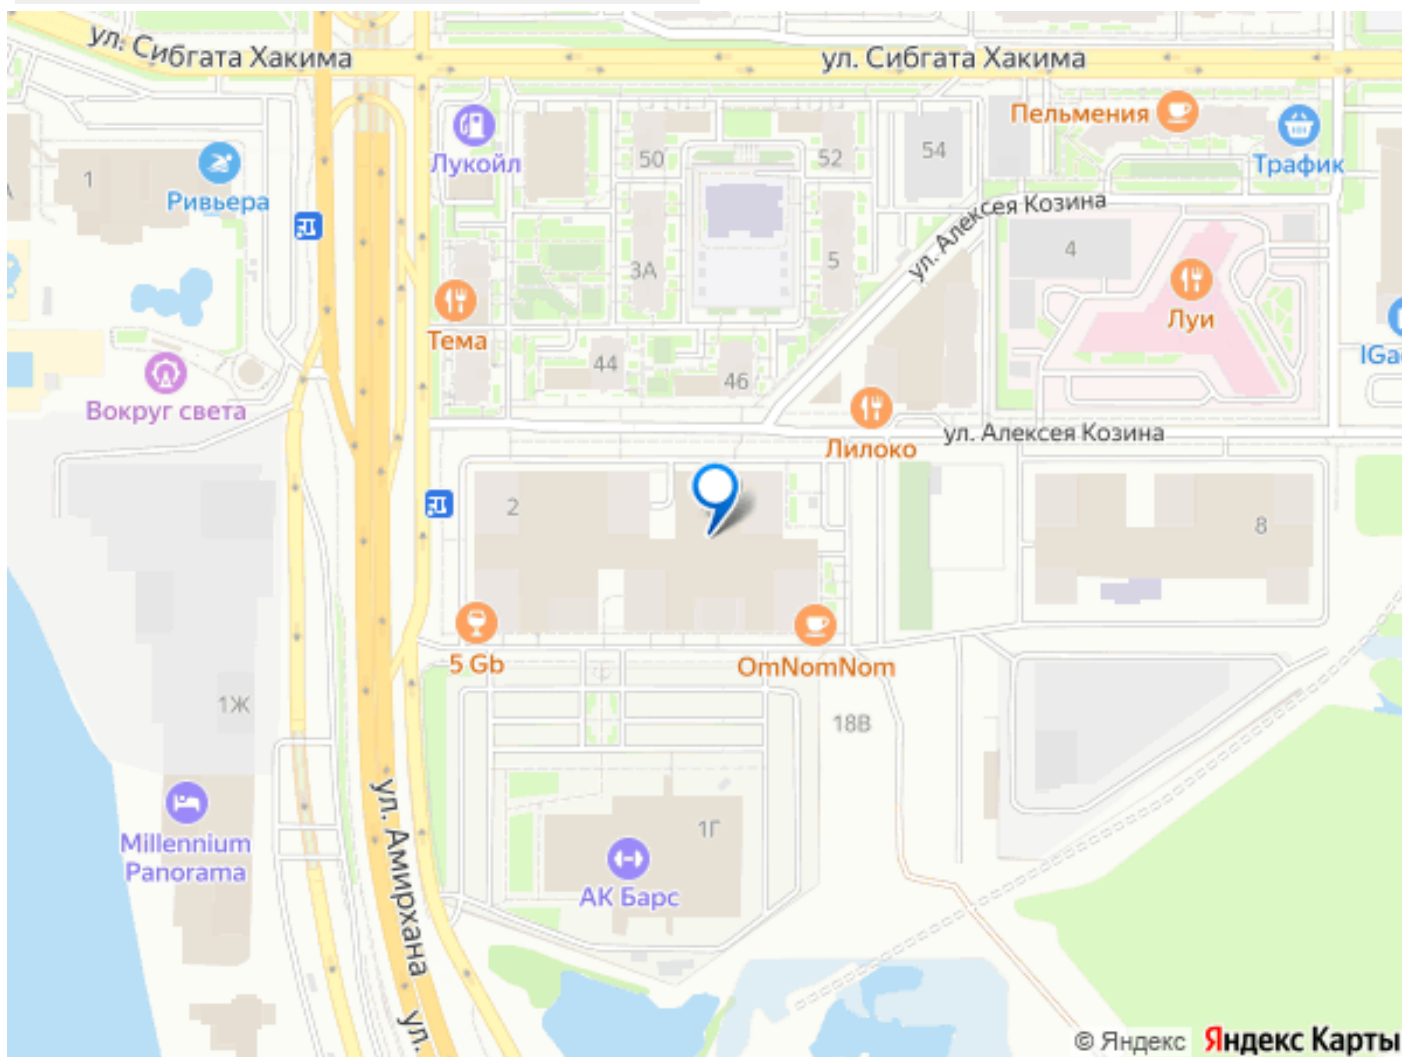 ул. Сибгата Хакима
ул. Сибгата Хакима
Пельмения
Трафик
Лукойл
50
52
54
1
Ривьера
ул. Алексея Козина
4
3А
5
Луи
Тема
IGa
44
46
Вокруг света
Лилоко
ул. Алексея Козина
2
8
5 Gb
OmNomNom
1Ж
18В
ул. Амирхана
ул.
Millennium
Panorama
1Г
АК Барс
© Яндекс Яндекс Карты